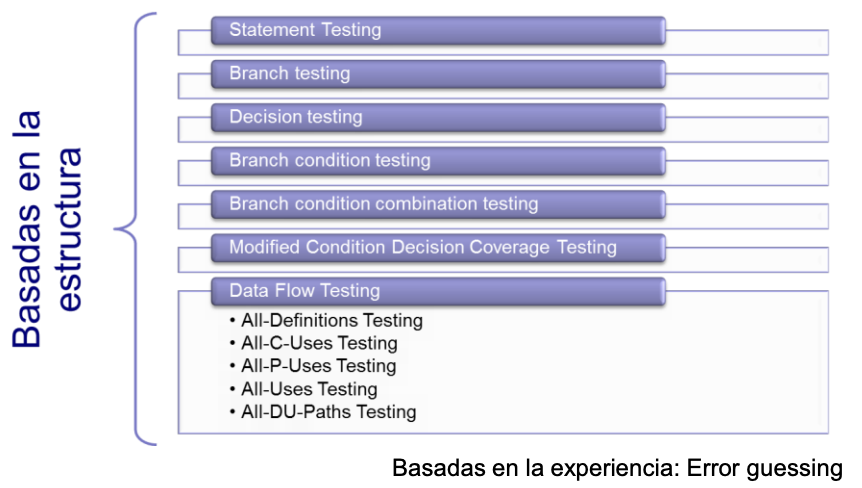 Basadas en la
estructura
Statement Testing
Branch testing
Decision testing
Branch condition testing
Branch condition combination testing
Modified Condition Decision Coverage Testing
Data Flow Testing
• All-Definitions Testing
• All-C-Uses Testing
• All-P-Uses Testing
• All-Uses Testing
• All-DU-Paths Testing
Basadas en la experiencia: Error guessing